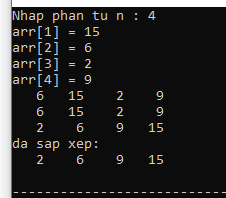 Nhap phan tu n : 4
arr[1] = 15
arr[2] = 6
arr[3] = 2
arr[4] = 9
6 15 2 9
6 15 2 9
2 6 9 15
da sap xep:
2 6 9 15
--------------------------------